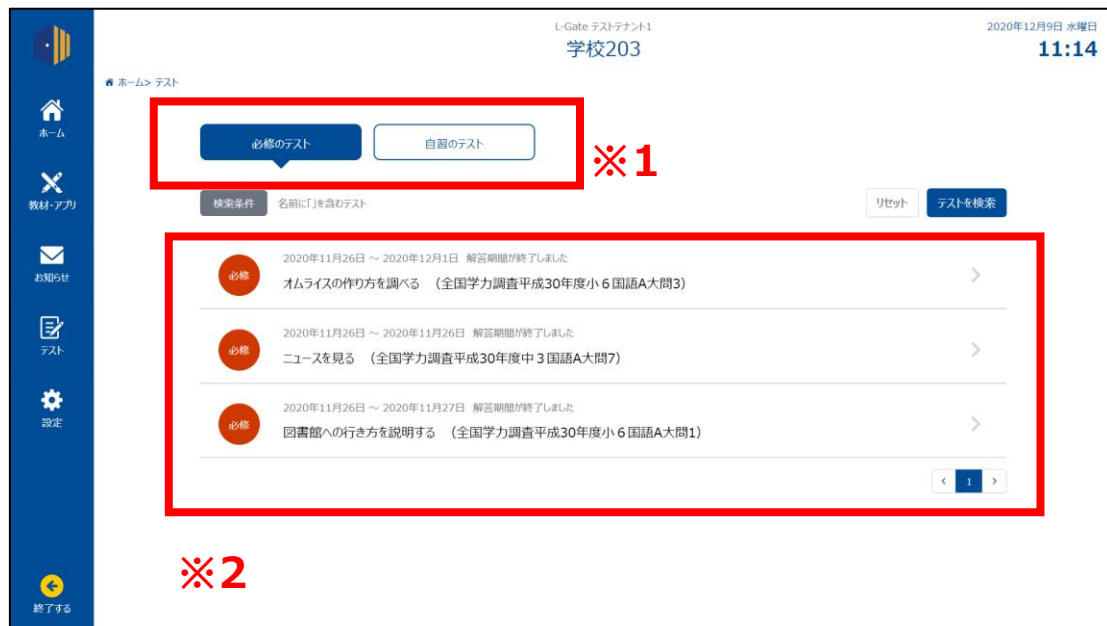 L-Gate テストテナント1
学校203
2020年12月9日 水曜日
11:14
ホーム> テスト
ホーム
教材・アプリ
お知らせ
テスト
設定
終了する
必修のテスト 自習のテスト
※1
検索条件 名前に「」を含むテスト リセット テストを検索
2020年11月26日 ～ 2020年12月1日 解答期間が終了しました
必修 オムライスの作り方を調べる （全国学力調査平成30年度小６国語A大問3）
2020年11月26日 ～ 2020年11月26日 解答期間が終了しました
必修 ニュースを見る （全国学力調査平成30年度中３国語A大問7）
2020年11月26日 ～ 2020年11月27日 解答期間が終了しました
必修 図書館への行き方を説明する （全国学力調査平成30年度小６国語A大問1）
< 1 >
※2